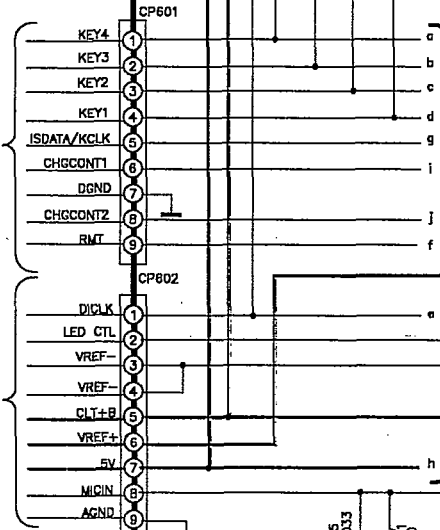 CP601
KEY4 1 a
KEY3 2 b
KEY2 3 c
KEY1 4 d
ISDATA/KCLK 5 g
CHGCONT1 6 i
DGND 7
CHGCONT2 8 j
RMT 9 f
CP602
DICLK 1 e
LED CTL 2
VREF- 3
VREF- 4
CLT+B 5
VREF+ 6
5V 7 h
MICIN 8
AGND 9